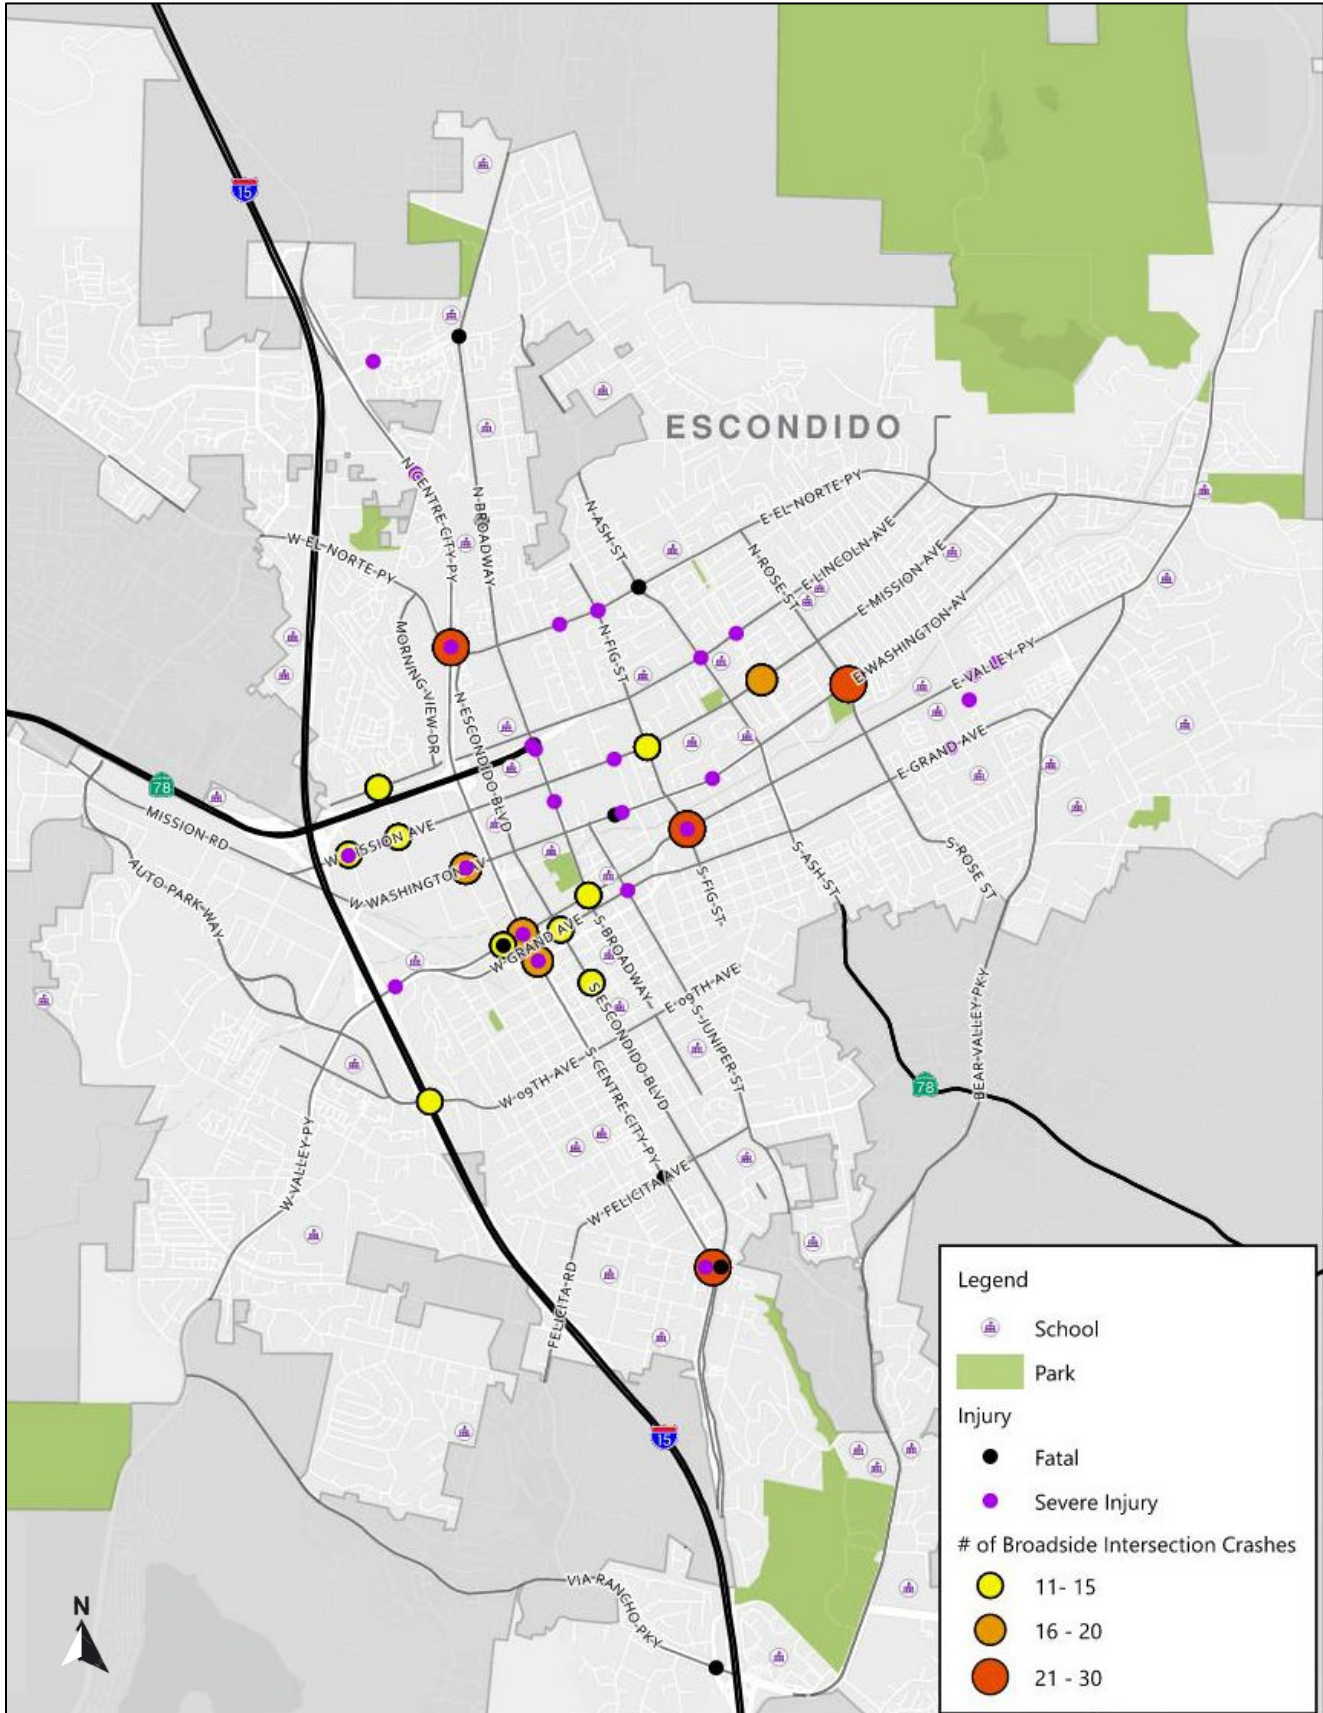 15
ESCONDIDO
N-CENTRE-CITY-PY
N-BROADWAY
N-ASH-ST
E-EL-NORTE-PY
W-EL-NORTE-PY
N-ROSE-ST
E-LINCOLN-AVE
E-MISSION-AVE
E-WASHINGTON-AV
MORNING-VIEW-DR
N-FIG-ST
E-VALLEY-PY
N-ESCONDIDO-BLVD
E-GRAND AVE
78
MISSION-RD
W-MISSION AVE
AUTO-PARK-WAY
W-WASHINGTON-AV
S-ASH-ST
S-ROSE ST
S-FIG-ST
W-GRAND AVE
S-BROADWAY
E-09TH-AVE
S-ESCONDIDO-BLVD
S-JUNIPER-ST
BEAR-VALLEY-PKY
W-09TH-AVE
S-CENTRE-CITY-PY
78
W-VALLEY-PY
W-FELICITA-AVE
FELICITA-RD
15
VIA-RANCHO-PKY
N
Legend
School
Park
Injury
Fatal
Severe Injury
# of Broadside Intersection Crashes
11- 15
16 - 20
21 - 30